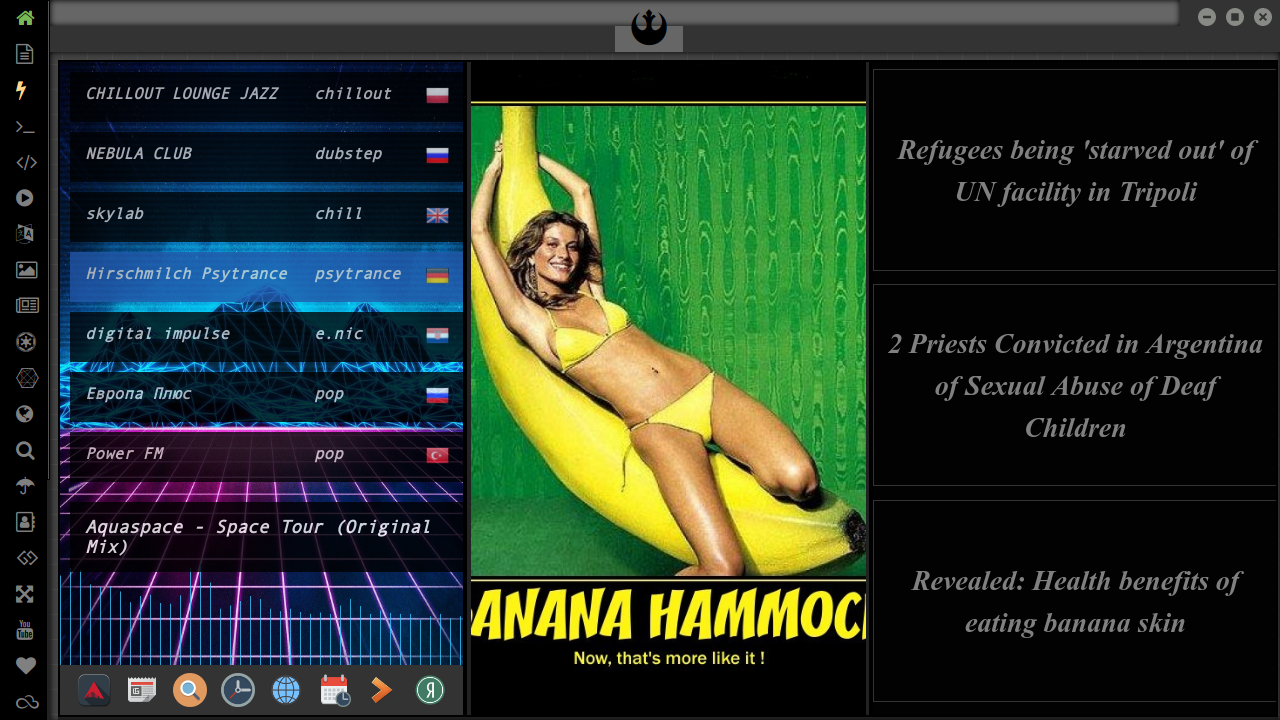 CHILLOUT LOUNGE JAZZ chillout
NEBULA CLUB dubstep
skylab chill
Hirschmilch Psytrance psytrance
digital impulse e.nic
Европа Плюс pop
Power FM pop
Aquaspace - Space Tour (Original
Mix)
BANANA HAMMOCK
Now, that's more like it !
Refugees being 'starved out' of
UN facility in Tripoli
2 Priests Convicted in Argentina
of Sexual Abuse of Deaf
Children
Revealed: Health benefits of
eating banana skin
You
Tube
Я